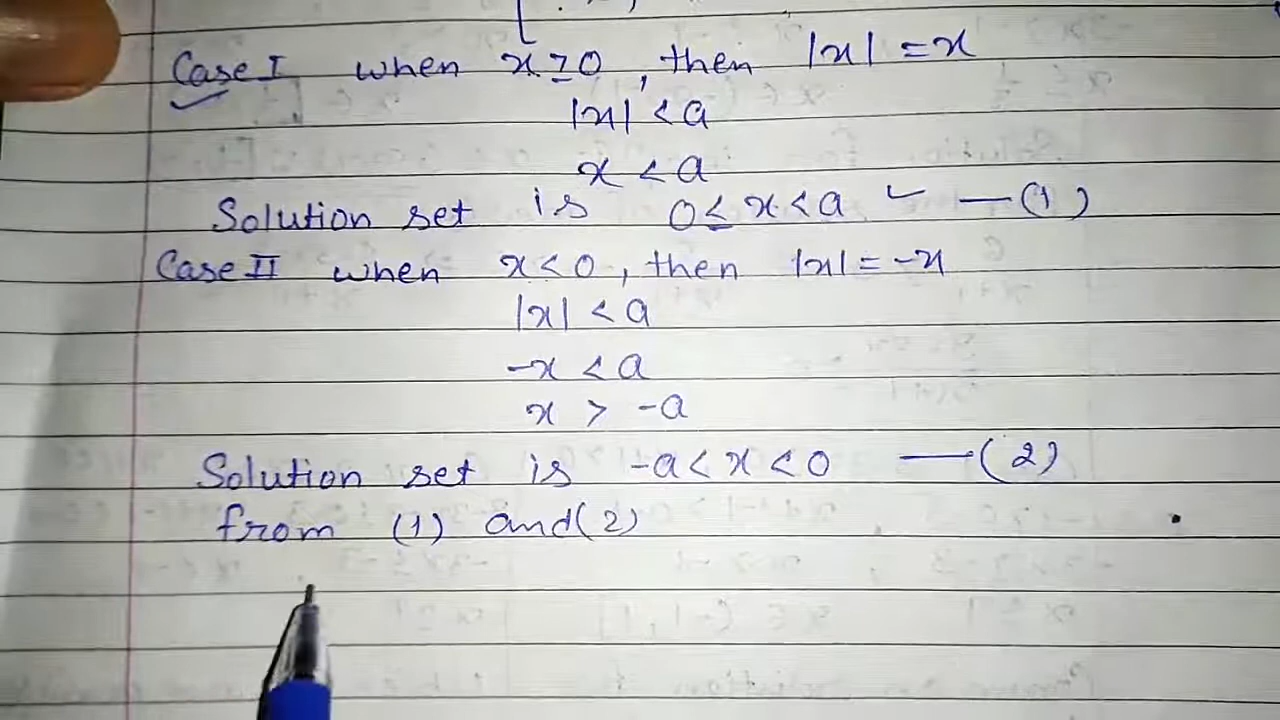 Case I when x ≥ 0, then |x| = x
|x| < a
x < a
Solution set is 0 ≤ x < a ✓ —(1)
Case II when x < 0, then |x| = -x
|x| < a
-x < a
x > -a
Solution set is -a < x < 0 —(2)
from (1) and (2)